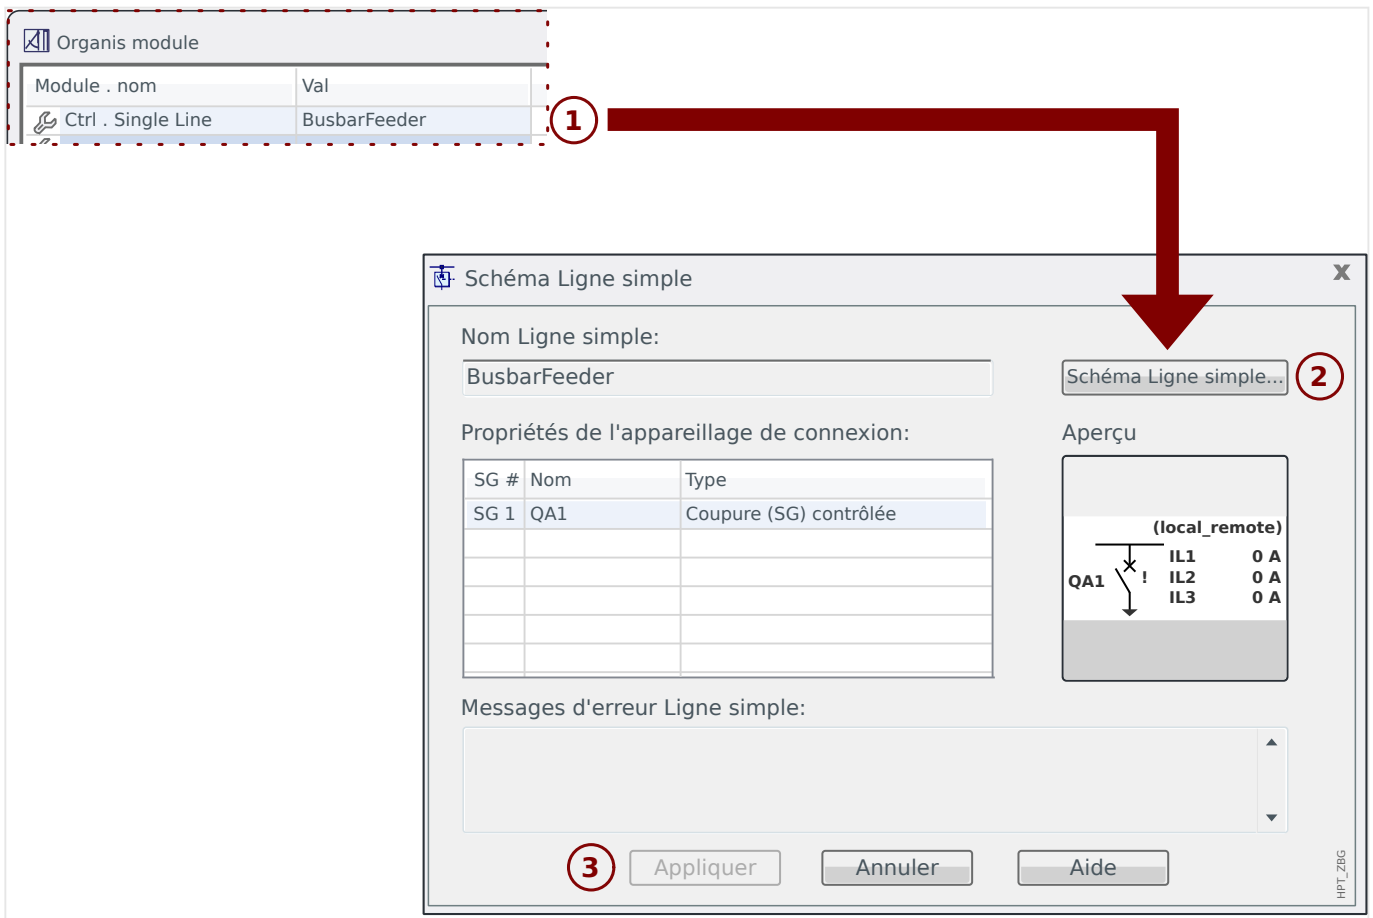 Organis module
Module . nom Val
Ctrl . Single Line BusbarFeeder
1
Schéma Ligne simple X
Nom Ligne simple:
BusbarFeeder
Schéma Ligne simple... 2
Propriétés de l'appareillage de connexion:
SG # Nom Type
SG 1 QA1 Coupure (SG) contrôlée
Aperçu
(local_remote)
IL1 0 A
QA1 ! IL2 0 A
IL3 0 A
Messages d'erreur Ligne simple:
3 Appliquer Annuler Aide
HPT_ZBG